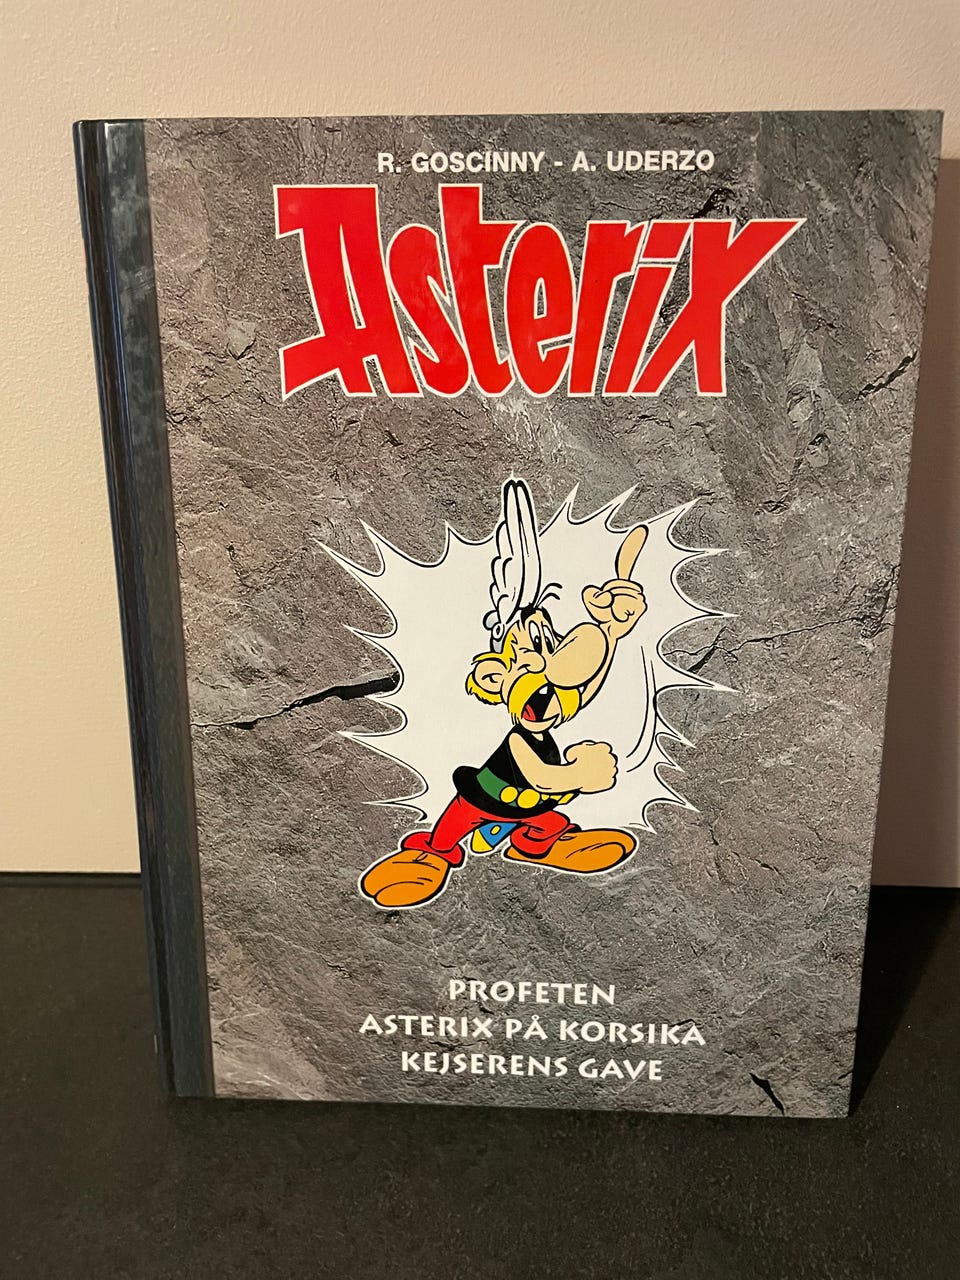 R. GOSCINNY - A. UDERZO
Asterix
PROFETEN
ASTERIX PÅ KORSIKA
KEJSERENS GAVE